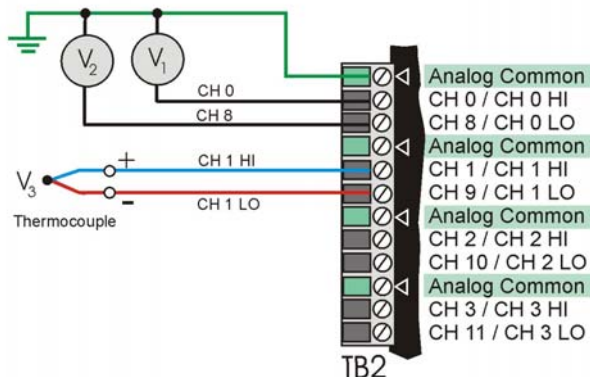 V2
V1
CH 0
CH 8
+
CH 1 HI
V3
-
CH 1 LO
Thermocouple
Analog Common
CH 0 / CH 0 HI
CH 8 / CH 0 LO
Analog Common
CH 1 / CH 1 HI
CH 9 / CH 1 LO
Analog Common
CH 2 / CH 2 HI
CH 10 / CH 2 LO
Analog Common
CH 3 / CH 3 HI
CH 11 / CH 3 LO
TB2